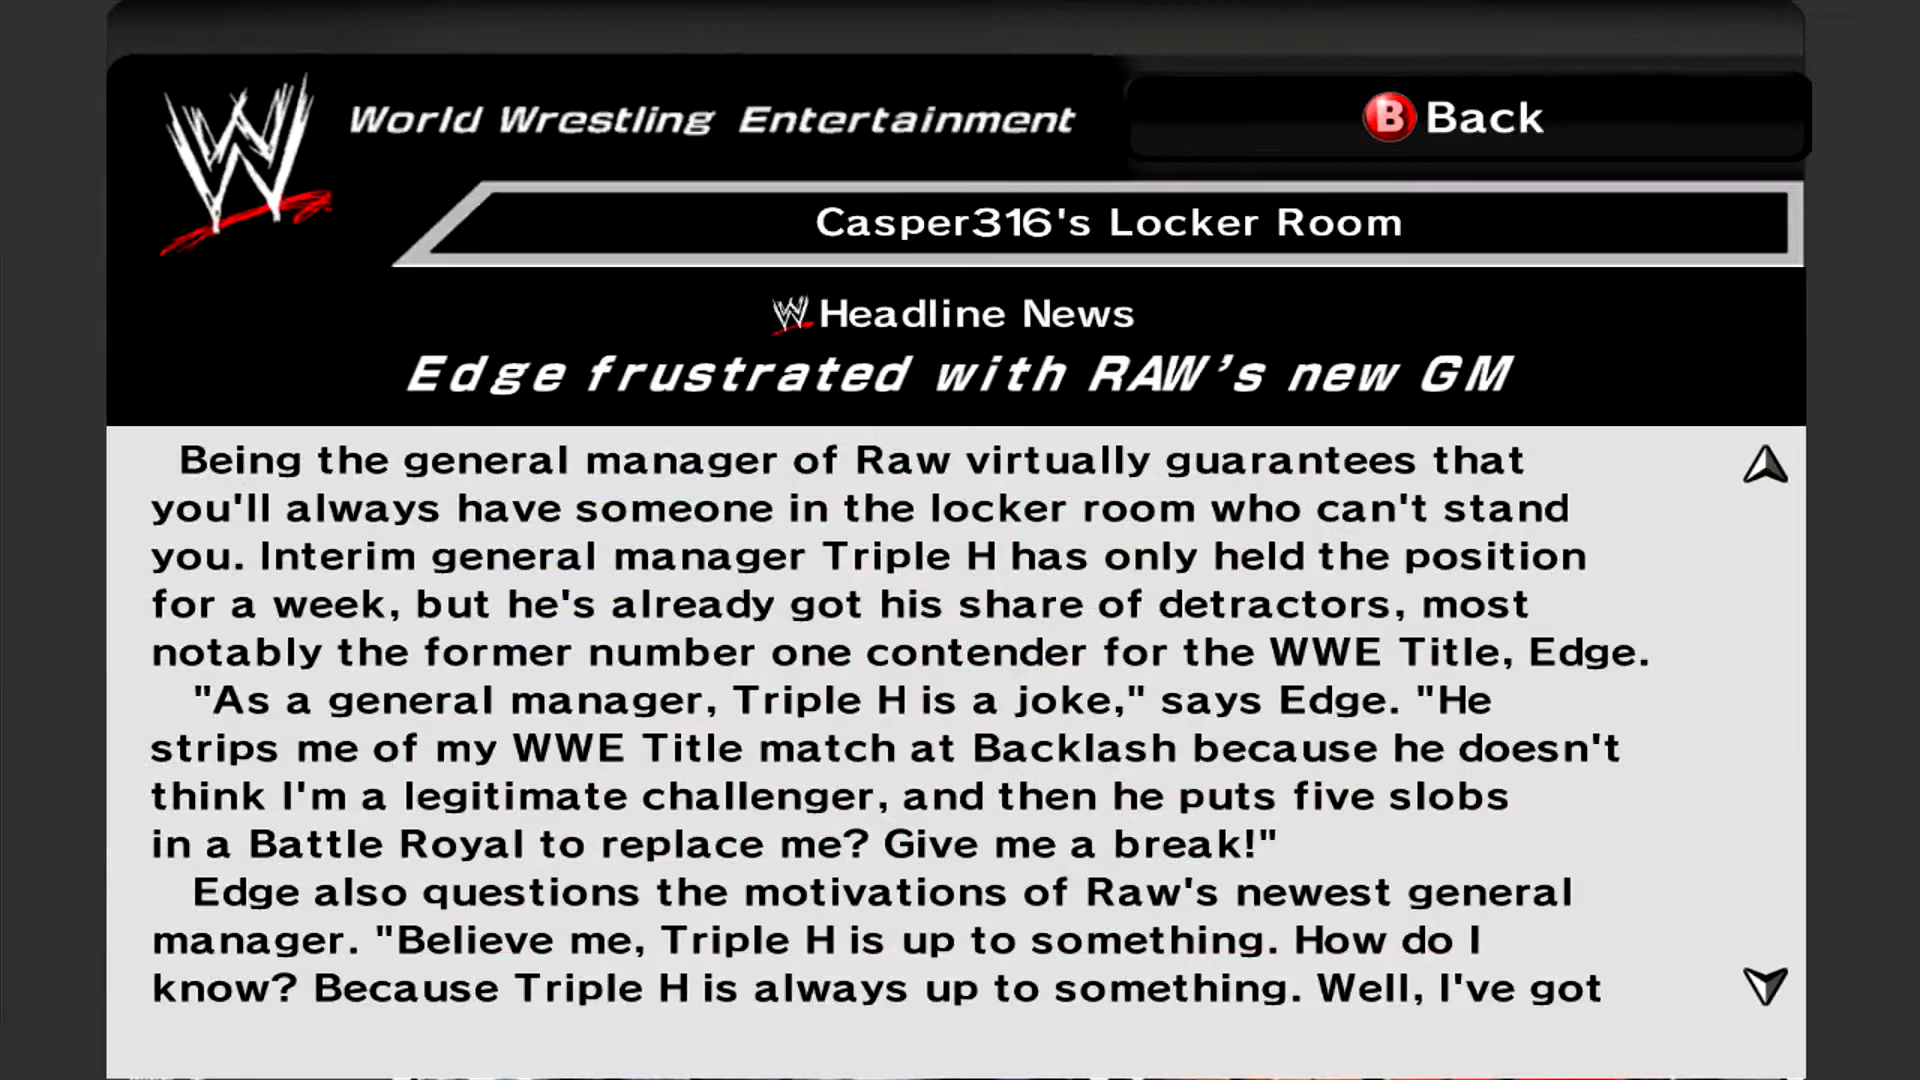 World Wrestling Entertainment
B Back
Casper316's Locker Room
W Headline News
Edge frustrated with RAW's new GM
Being the general manager of Raw virtually guarantees that
you'll always have someone in the locker room who can't stand
you. Interim general manager Triple H has only held the position
for a week, but he's already got his share of detractors, most
notably the former number one contender for the WWE Title, Edge.
"As a general manager, Triple H is a joke," says Edge. "He
strips me of my WWE Title match at Backlash because he doesn't
think I'm a legitimate challenger, and then he puts five slobs
in a Battle Royal to replace me? Give me a break!"
Edge also questions the motivations of Raw's newest general
manager. "Believe me, Triple H is up to something. How do I
know? Because Triple H is always up to something. Well, I've got